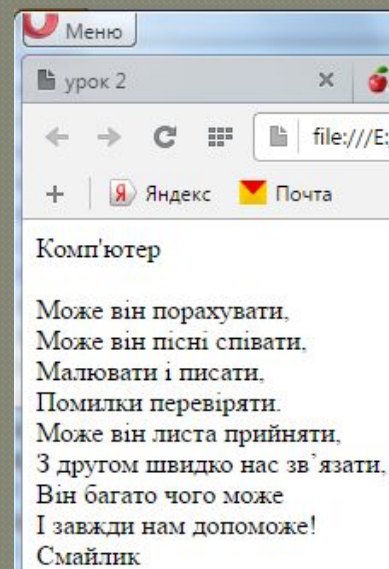 Меню
урок 2
file:///E:
Яндекс
Почта
Комп'ютер
Може він порахувати,
Може він пісні співати,
Малювати і писати,
Помилки перевіряти.
Може він листа прийняти,
З другом швидко нас зв`язати,
Він багато чого може
І завжди нам допоможе!
Смайлик